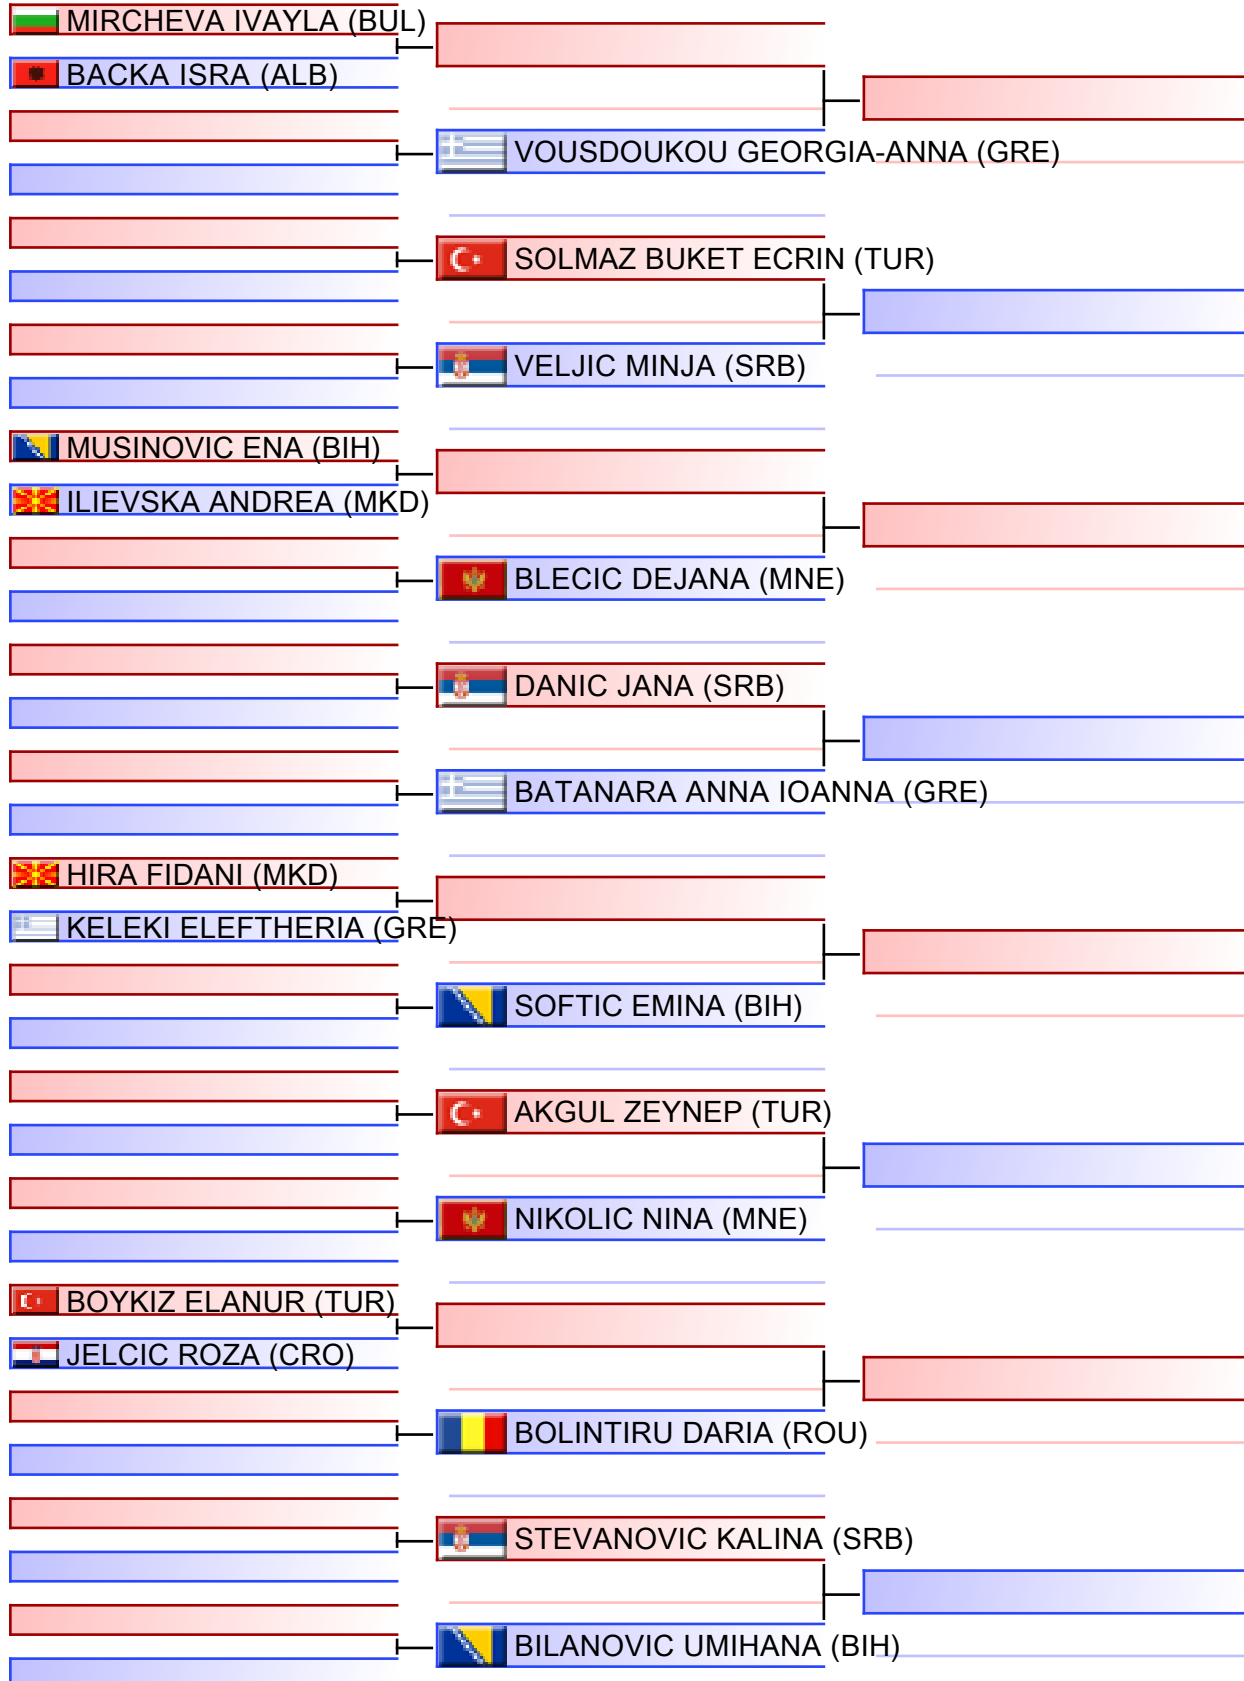 MIRCHEVA IVAYLA (BUL)
BACKA ISRA (ALB)
VOUSDOUKOU GEORGIA-ANNA (GRE)
SOLMAZ BUKET ECRIN (TUR)
VELJIC MINJA (SRB)
MUSINOVIC ENA (BIH)
ILIEVSKA ANDREA (MKD)
BLECIC DEJANA (MNE)
DANIC JANA (SRB)
BATANARA ANNA IOANNA (GRE)
HIRA FIDANI (MKD)
KELEKI ELEFTHERIA (GRE)
SOFTIC EMINA (BIH)
AKGUL ZEYNEP (TUR)
NIKOLIC NINA (MNE)
BOYKIZ ELANUR (TUR)
JELCIC ROZA (CRO)
BOLINTIRU DARIA (ROU)
STEVANOVIC KALINA (SRB)
BILANOVIC UMIHANA (BIH)